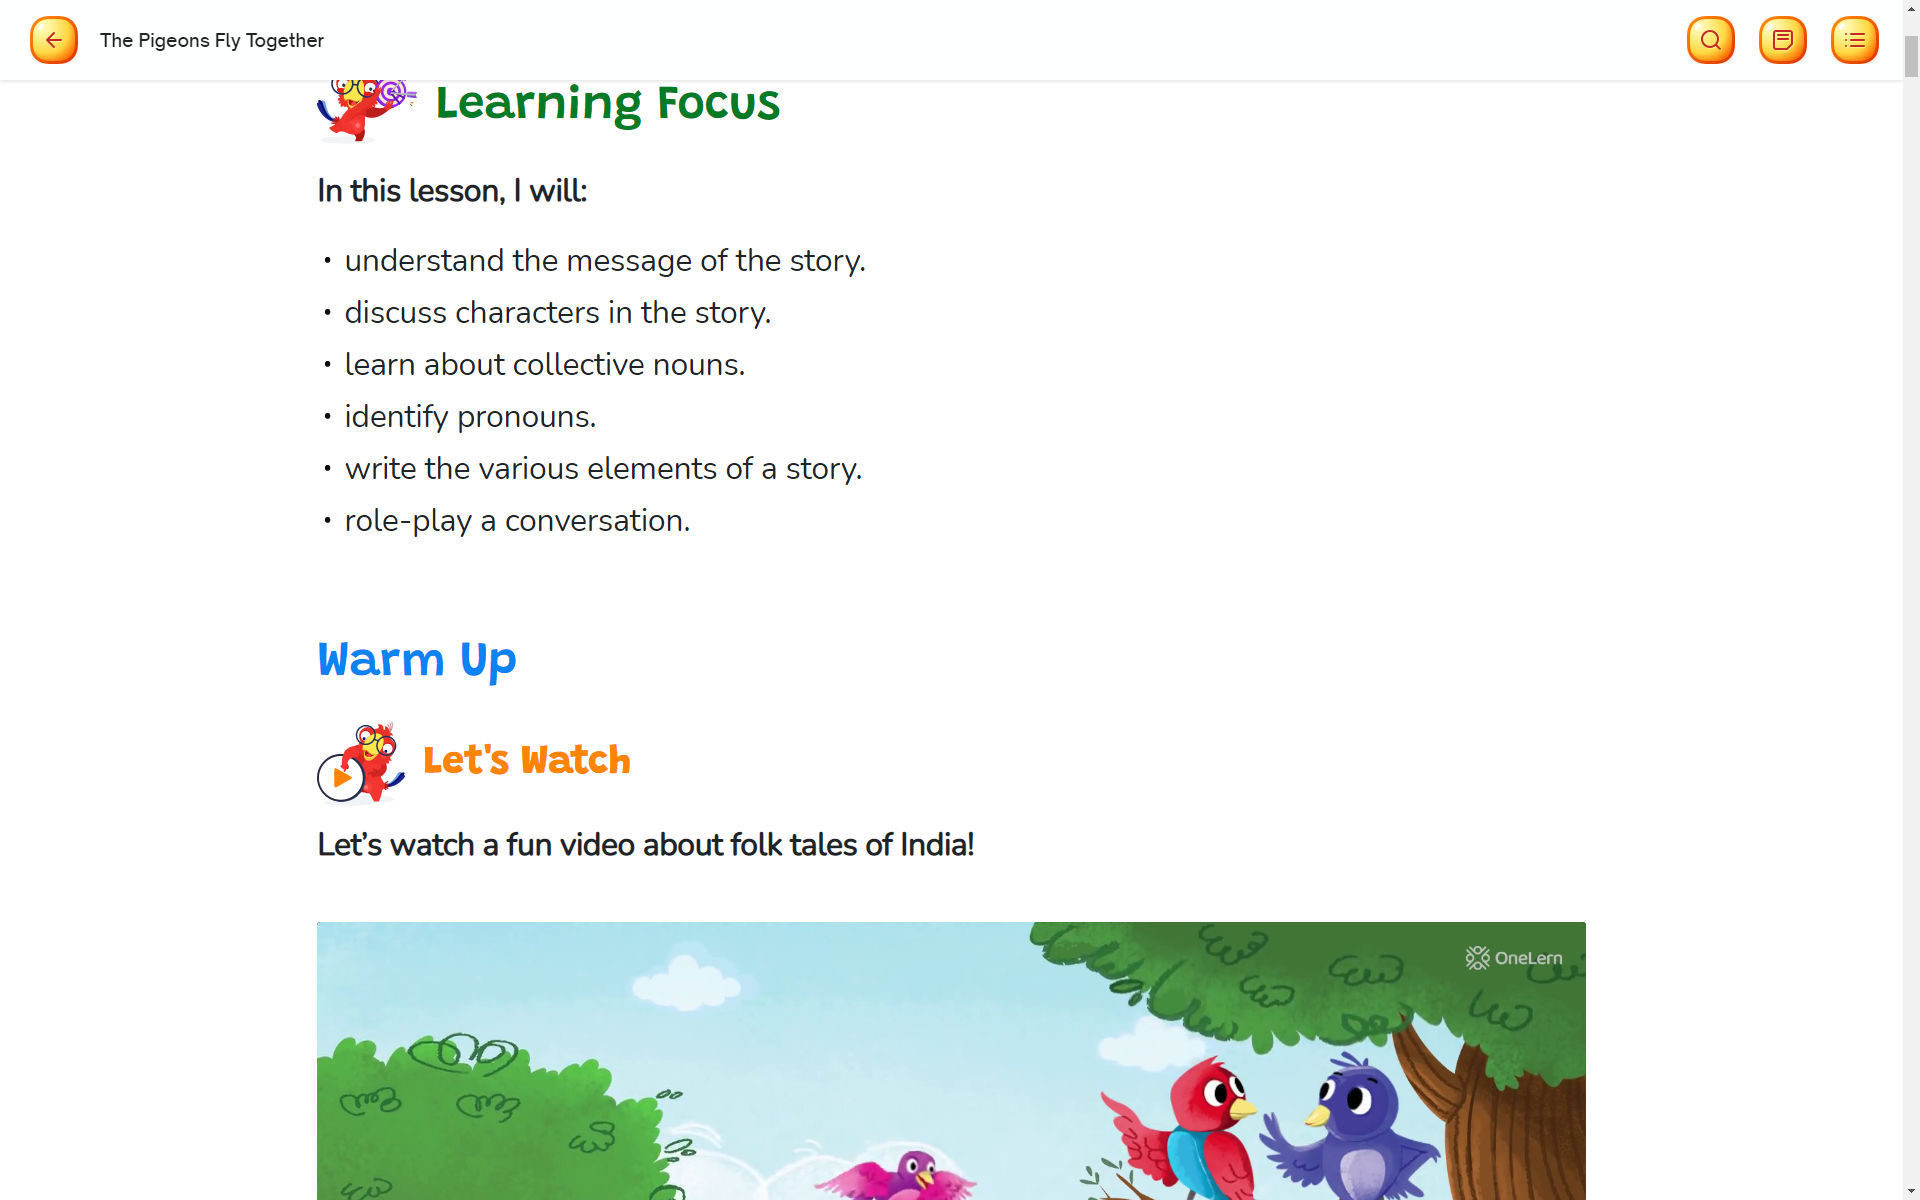 The Pigeons Fly Together
Learning Focus
In this lesson, I will:
• understand the message of the story.
• discuss characters in the story.
• learn about collective nouns.
• identify pronouns.
• write the various elements of a story.
• role-play a conversation.
Warm Up
Let's Watch
Let’s watch a fun video about folk tales of India!
OneLern